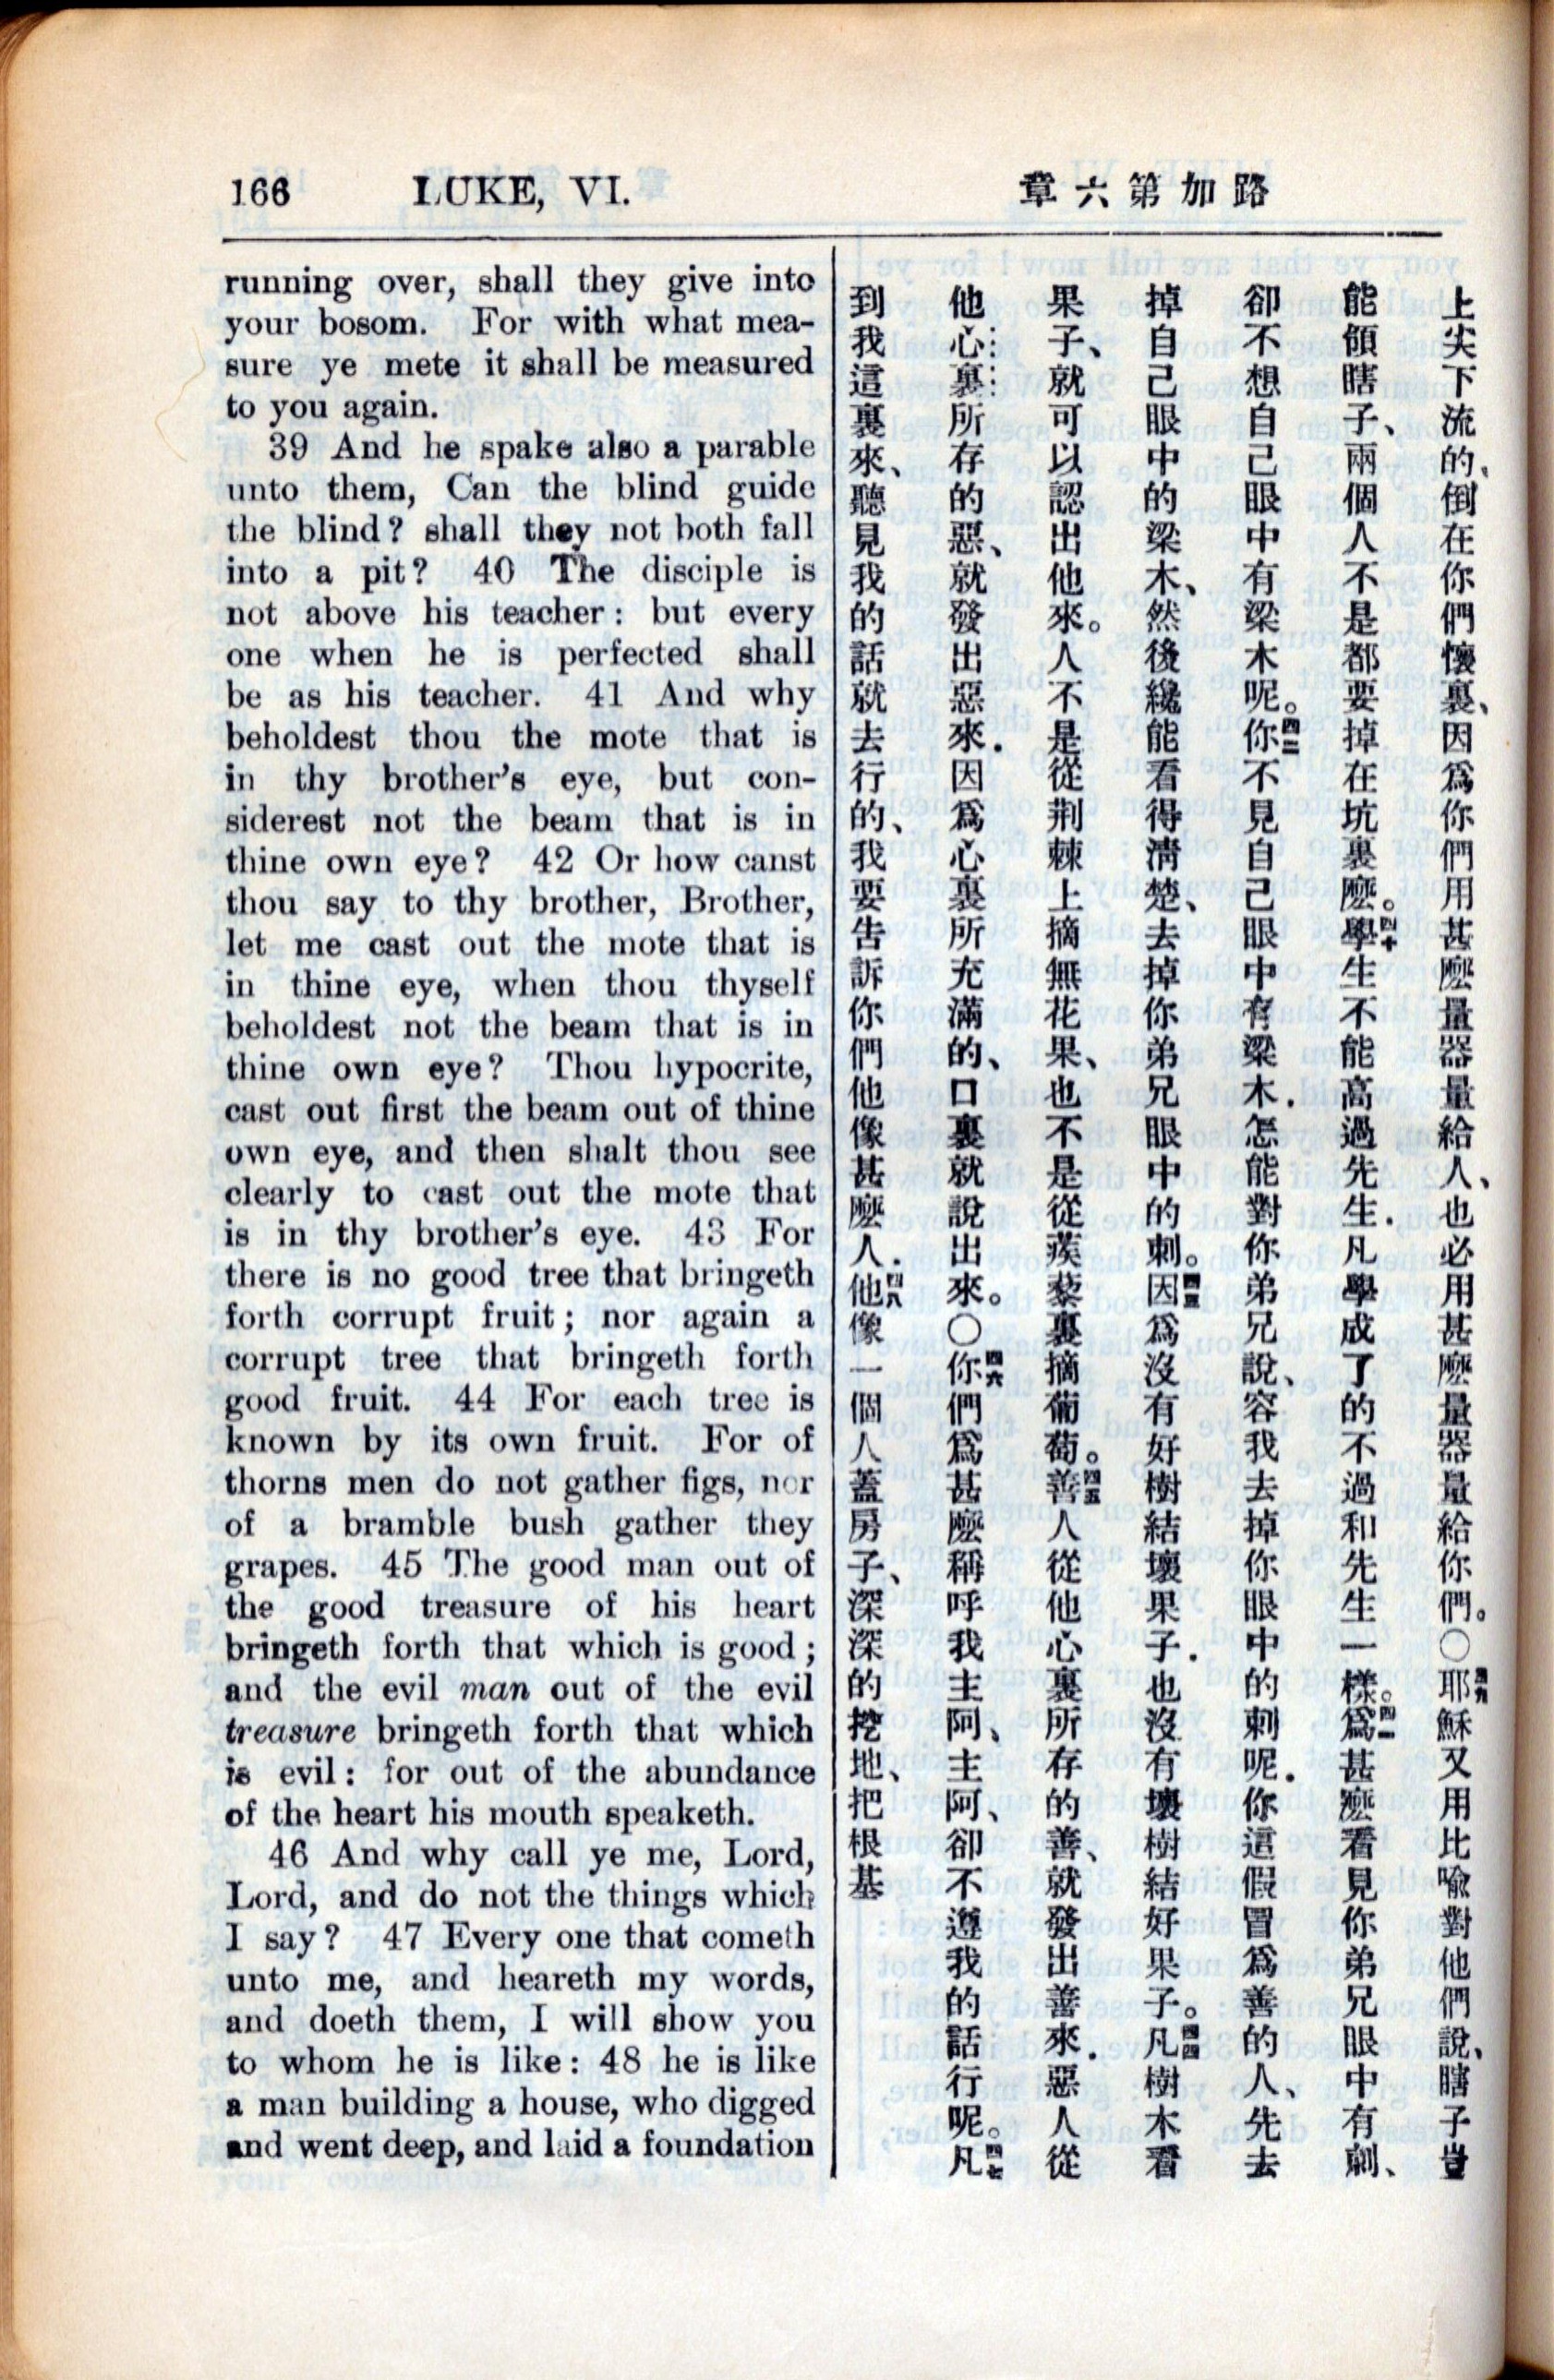 166 LUKE, VI.
章六第加路
running over, shall they give into
your bosom. For with what mea-
sure ye mete it shall be measured
to you again.
39 And he spake also a parable
unto them, Can the blind guide
the blind? shall they not both fall
into a pit? 40 The disciple is
not above his teacher: but every
one when he is perfected shall
be as his teacher. 41 And why
beholdest thou the mote that is
in thy brother's eye, but con-
siderest not the beam that is in
thine own eye? 42 Or how canst
thou say to thy brother, Brother,
let me cast out the mote that is
in thine eye, when thou thyself
beholdest not the beam that is in
thine own eye? Thou hypocrite,
cast out first the beam out of thine
own eye, and then shalt thou see
clearly to cast out the mote that
is in thy brother's eye. 43 For
there is no good tree that bringeth
forth corrupt fruit; nor again a
corrupt tree that bringeth forth
good fruit. 44 For each tree is
known by its own fruit. For of
thorns men do not gather figs, nor
of a bramble bush gather they
grapes. 45 The good man out of
the good treasure of his heart
bringeth forth that which is good;
and the evil man out of the evil
treasure bringeth forth that which
is evil: for out of the abundance
of the heart his mouth speaketh.
46 And why call ye me, Lord,
Lord, and do not the things which
I say? 47 Every one that cometh
unto me, and heareth my words,
and doeth them, I will show you
to whom he is like: 48 he is like
a man building a house, who digged
and went deep, and laid a foundation
上尖下流的、倒在你們懷裏、因爲你們用甚麽量器量給人、也必用甚麽量器量給你們。○三九耶穌又用比喻對他們說、瞎子豈
能領瞎子、兩個人不是都要掉在坑裏麽。四十學生不能高過先生．凡學成了的不過和先生一樣。四一爲甚麽看見你弟兄眼中有刺、
卻不想自己眼中有梁木呢。四二你不見自己眼中有梁木．怎能對你弟兄說、容我去掉你眼中的刺呢．你這假冒爲善的人、先去
掉自己眼中的梁木、然後纔能看得淸楚、去掉你弟兄眼中的刺。四三因爲沒有好樹結壞果子．也沒有壞樹結好果子。四四凡樹木看
果子、就可以認出他來。人不是從荆棘上摘無花果、也不是從蒺藜裏摘葡萄。四五善人從他心裏所存的善、就發出善來．惡人從
他心裏所存的惡、就發出惡來．因爲心裏所充滿的、口裏就說出來。○四六你們爲甚麽稱呼我主阿、主阿、卻不遵我的話行呢。四七凡
到我這裏來、聽見我的話就去行的、我要告訴你們他像甚麽人．四八他像一個人蓋房子、深深的挖地、把根基